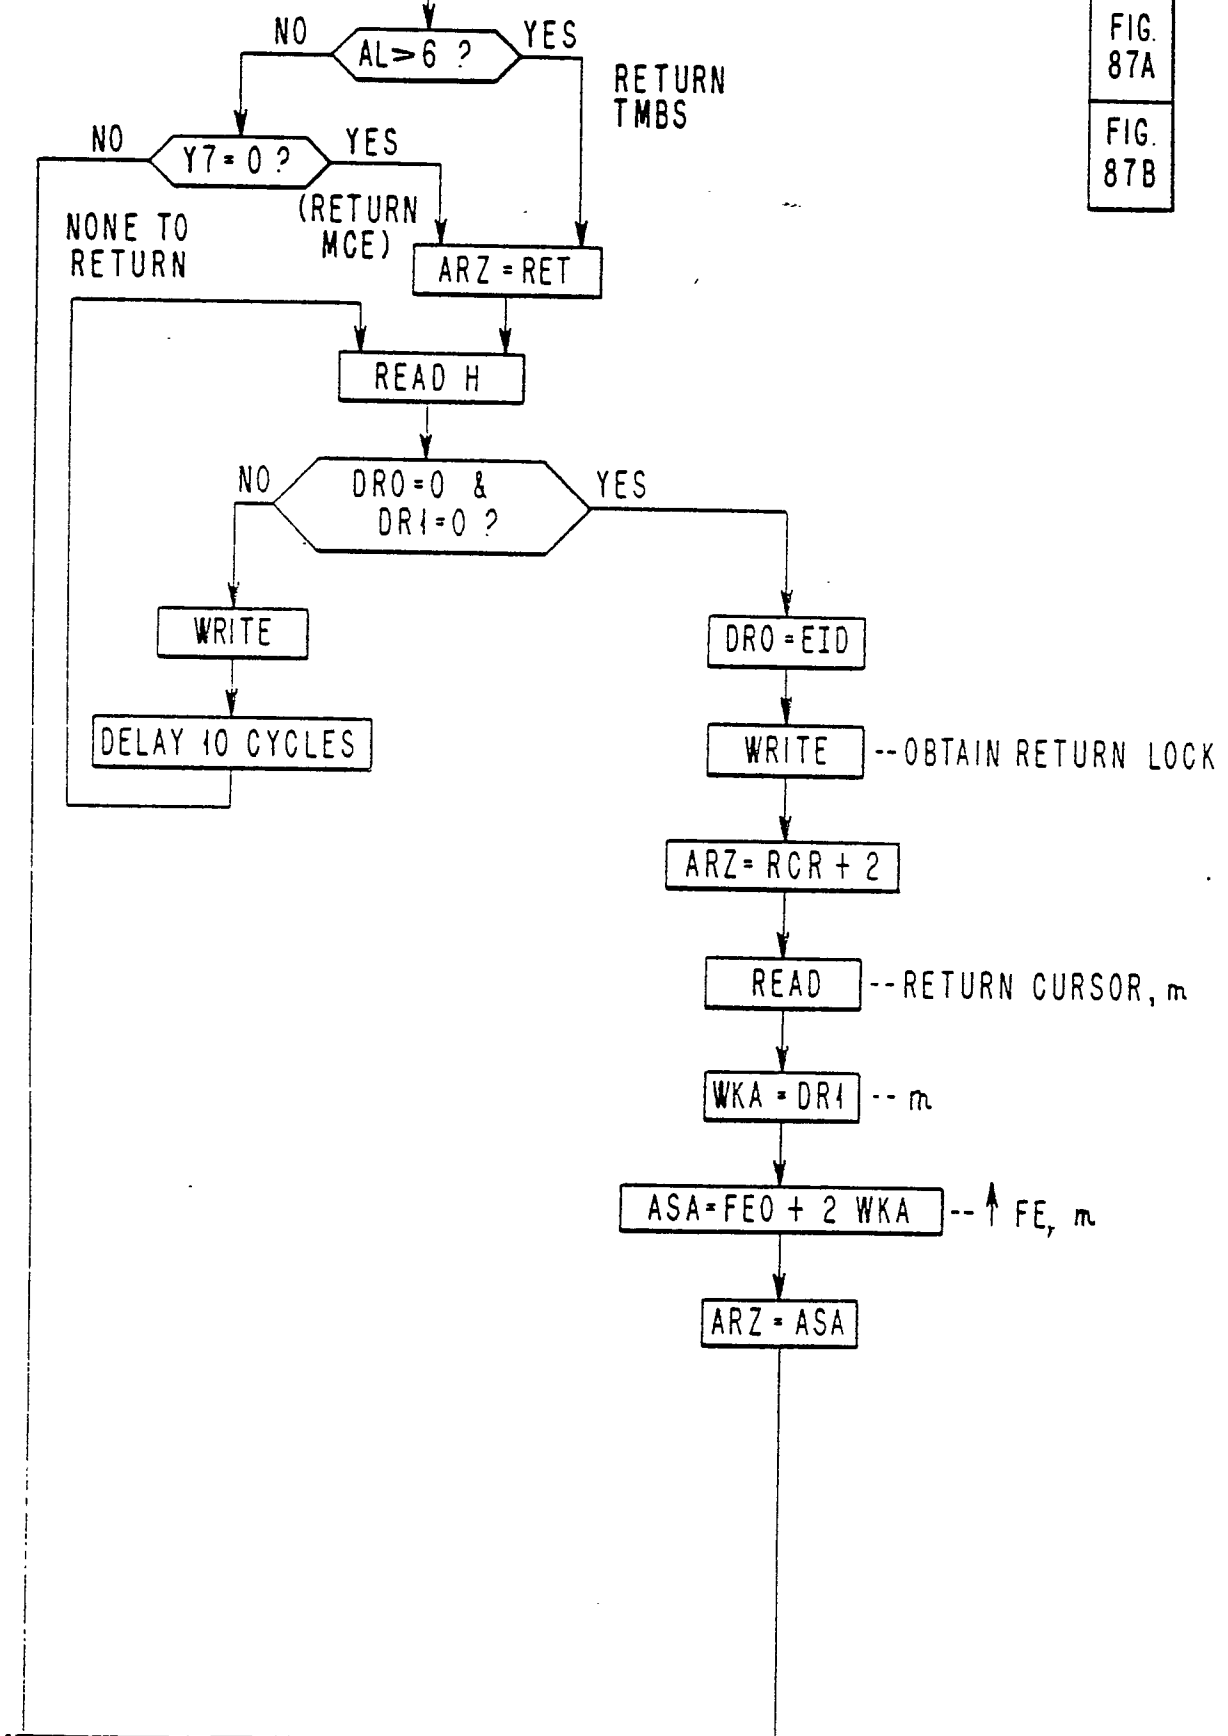 NO
YES
FIG.
87A
AL>6 ?
RETURN
TMBS
NO
YES
FIG.
87B
Y7=0 ?
(RETURN
MCE)
NONE TO
RETURN
ARZ=RET
READ H
NO
DR0=0 &
DR1=0 ?
YES
WRITE
DR0=EID
DELAY 10 CYCLES
WRITE --OBTAIN RETURN LOCK
ARZ=RCR+2
READ --RETURN CURSOR, m
WKA=DR1 --m
ASA=FE0+2 WKA --↑ FE, m
ARZ=ASA